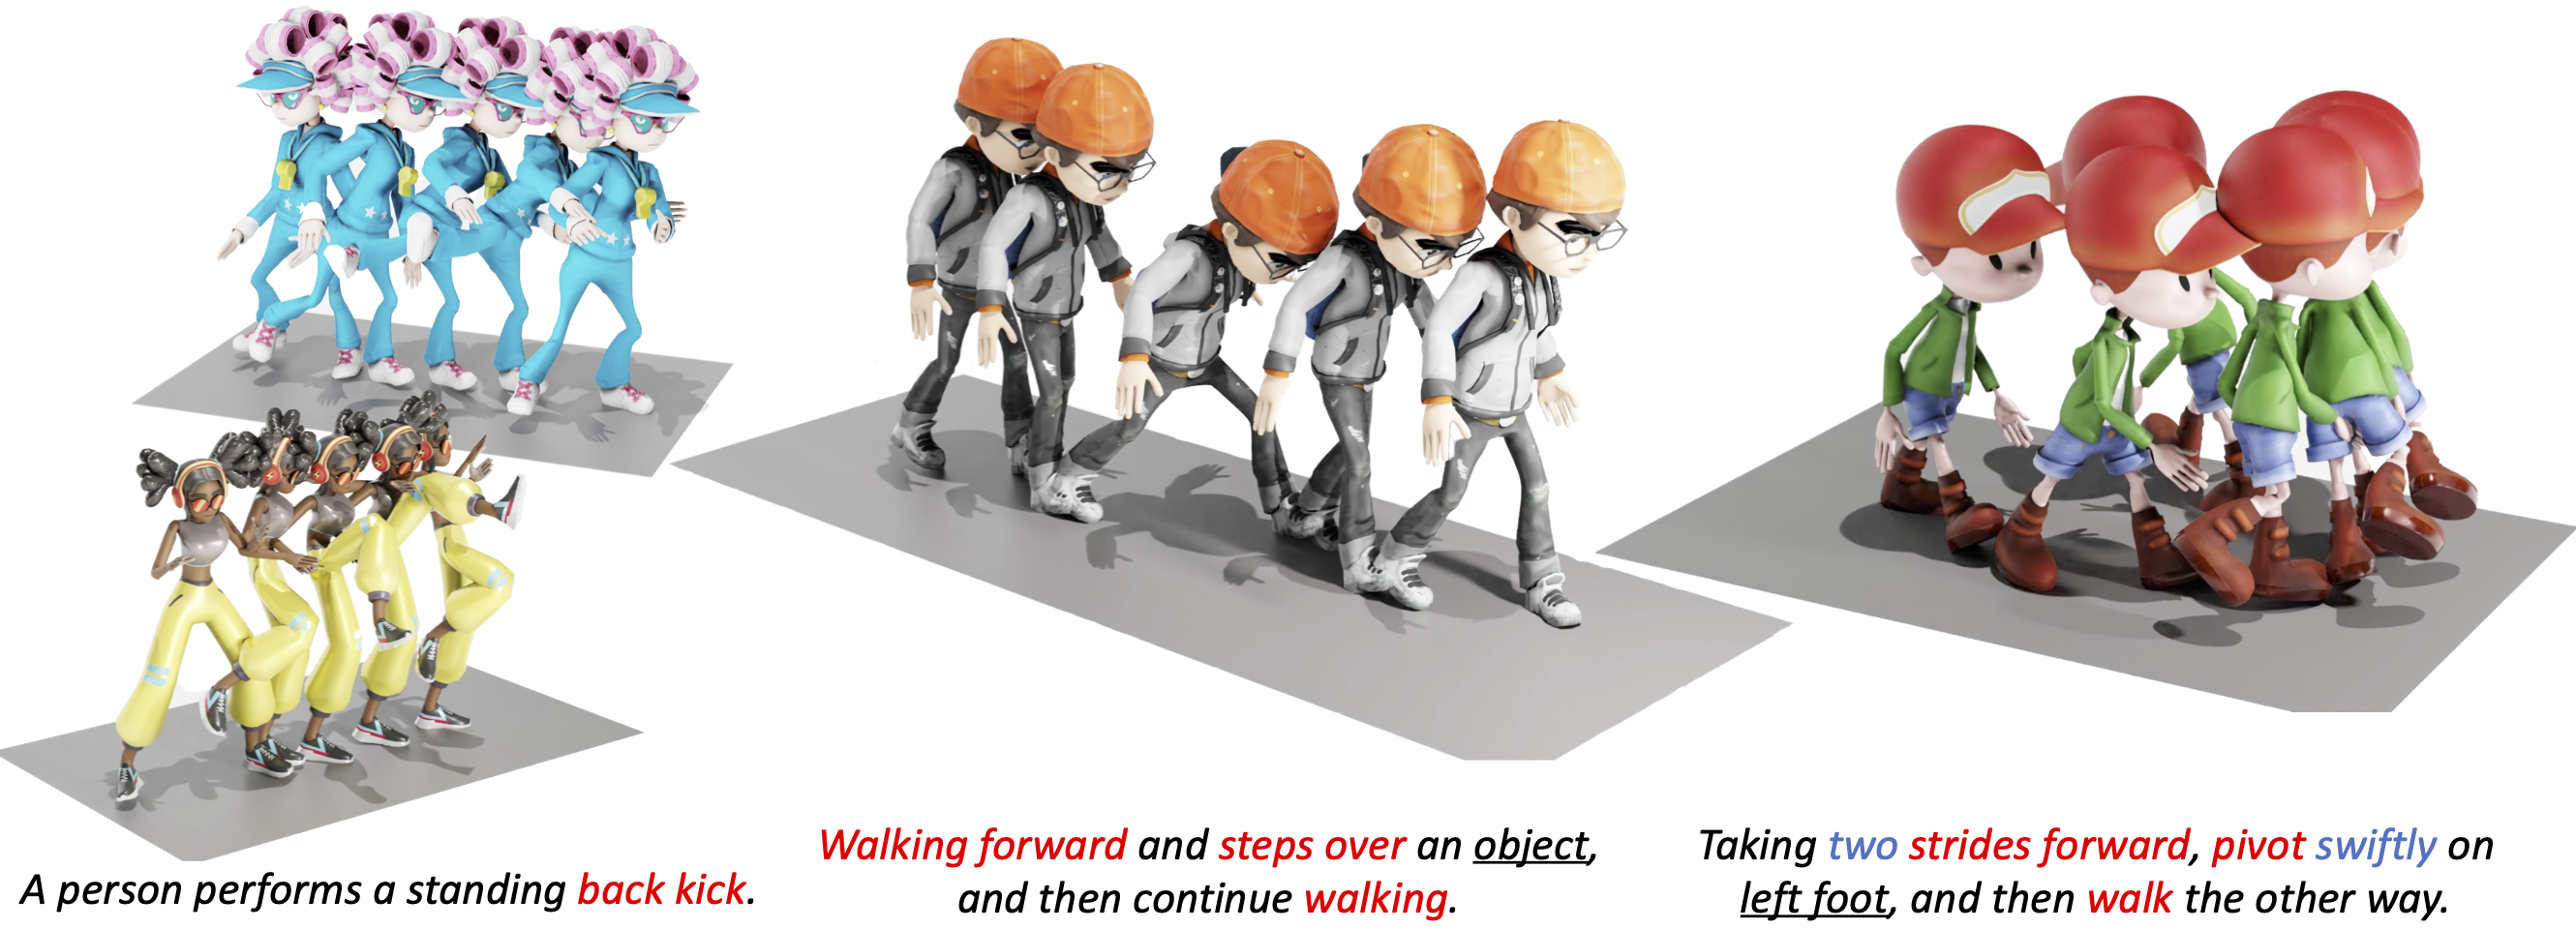 A person performs a standing back kick.
Walking forward and steps over an object,
and then continue walking.
Taking two strides forward, pivot swiftly on
left foot, and then walk the other way.